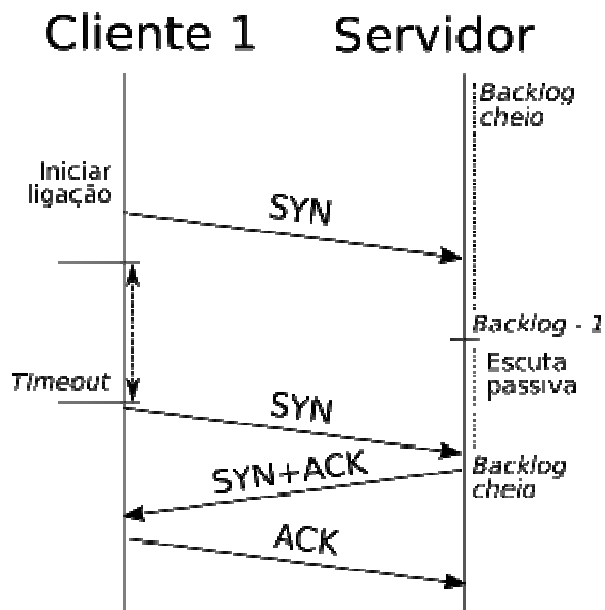 Cliente 1
Servidor
Backlog
cheio
Iniciar
ligação
SYN
Backlog - 1
Escuta
passiva
Timeout
SYN
SYN+ACK
Backlog
cheio
ACK